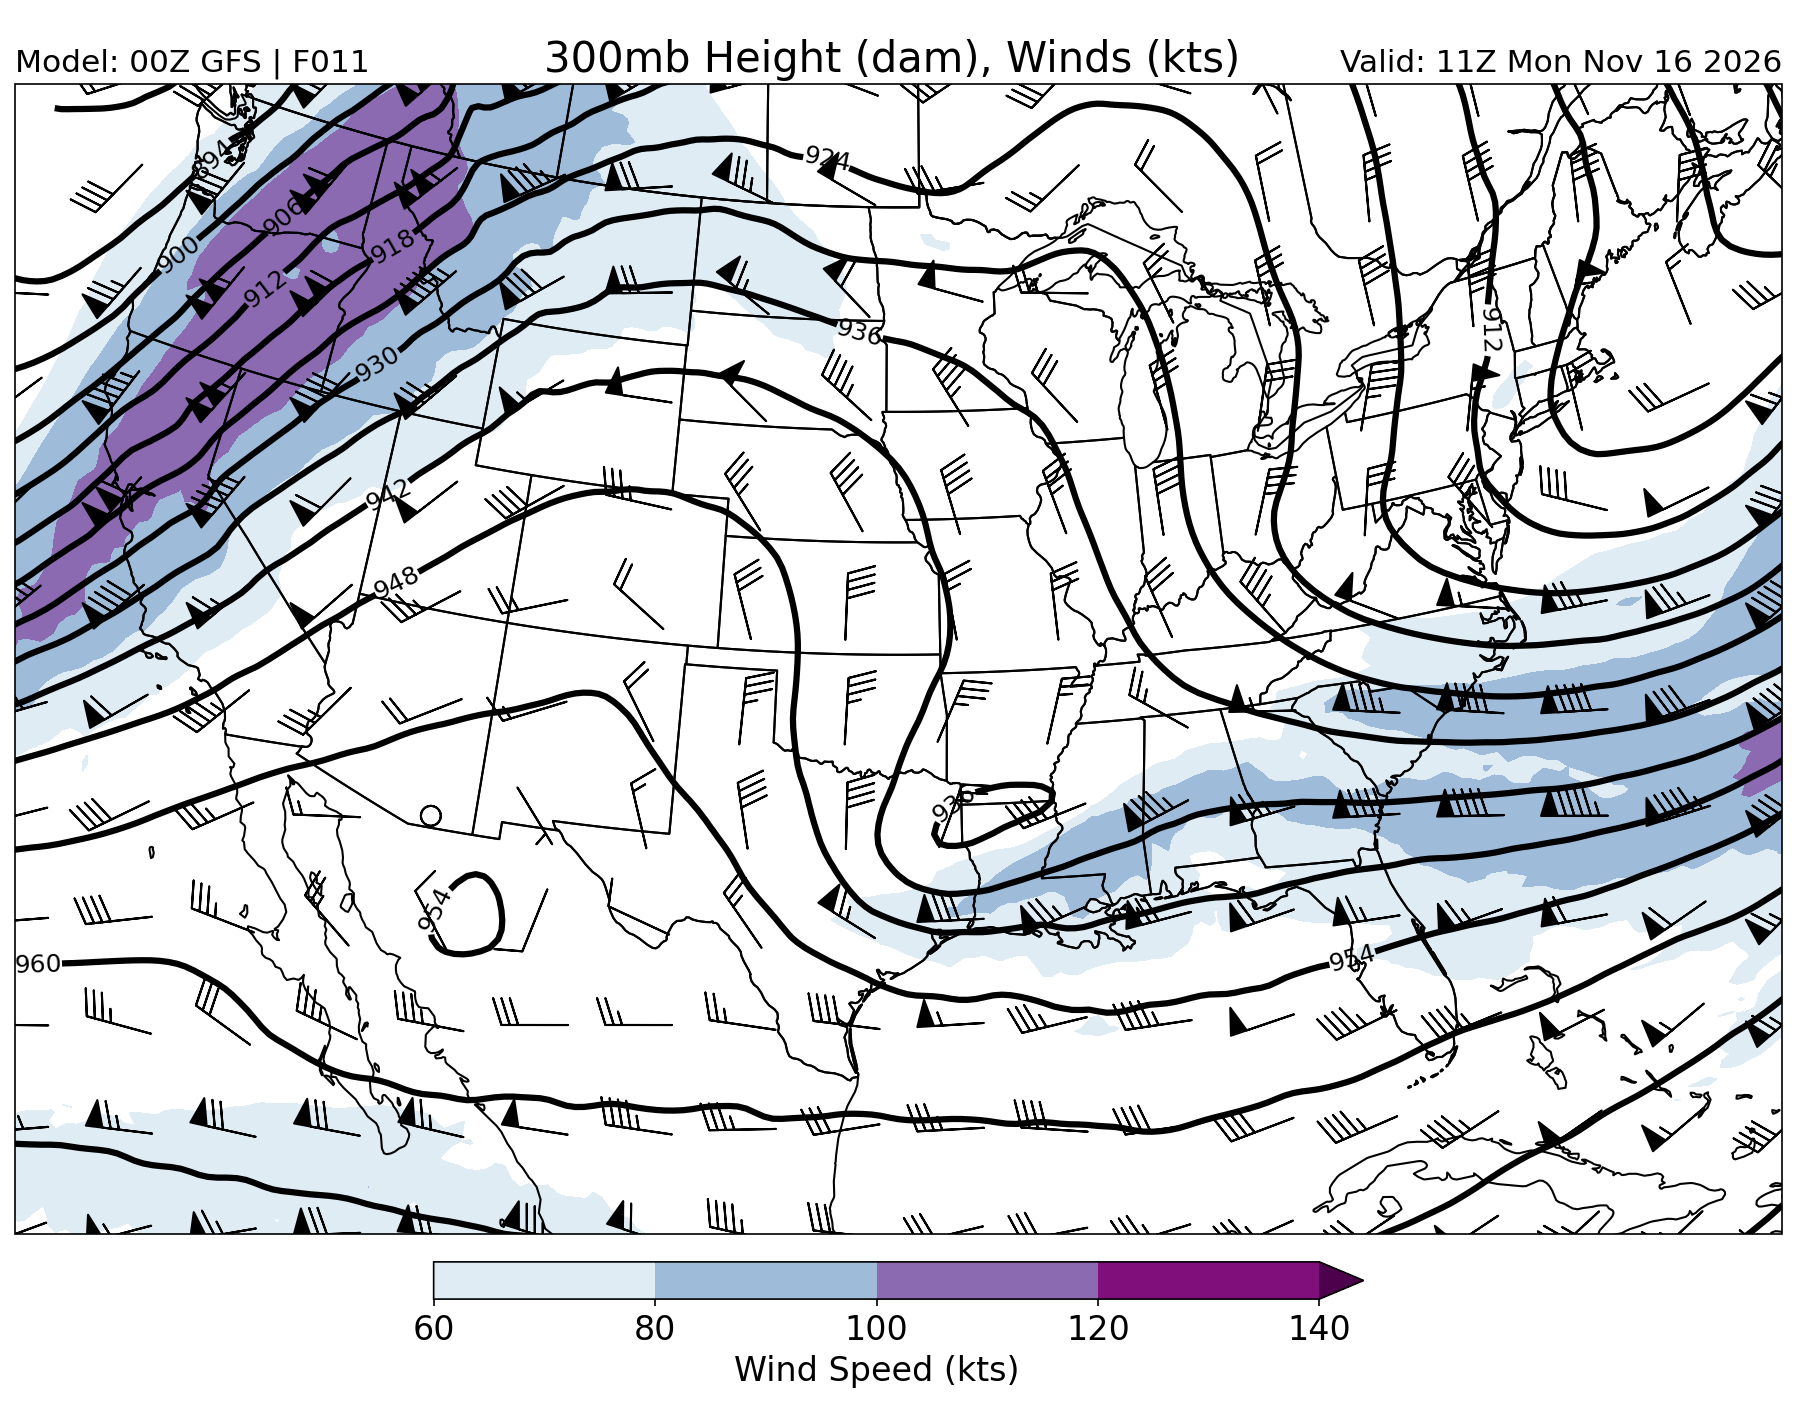 Model: 00Z GFS | F011
300mb Height (dam), Winds (kts)
Valid: 11Z Mon Nov 16 2026
924
900
906
918
912
930
936
912
942
948
936
954
954
960
60 80 100 120 140
Wind Speed (kts)